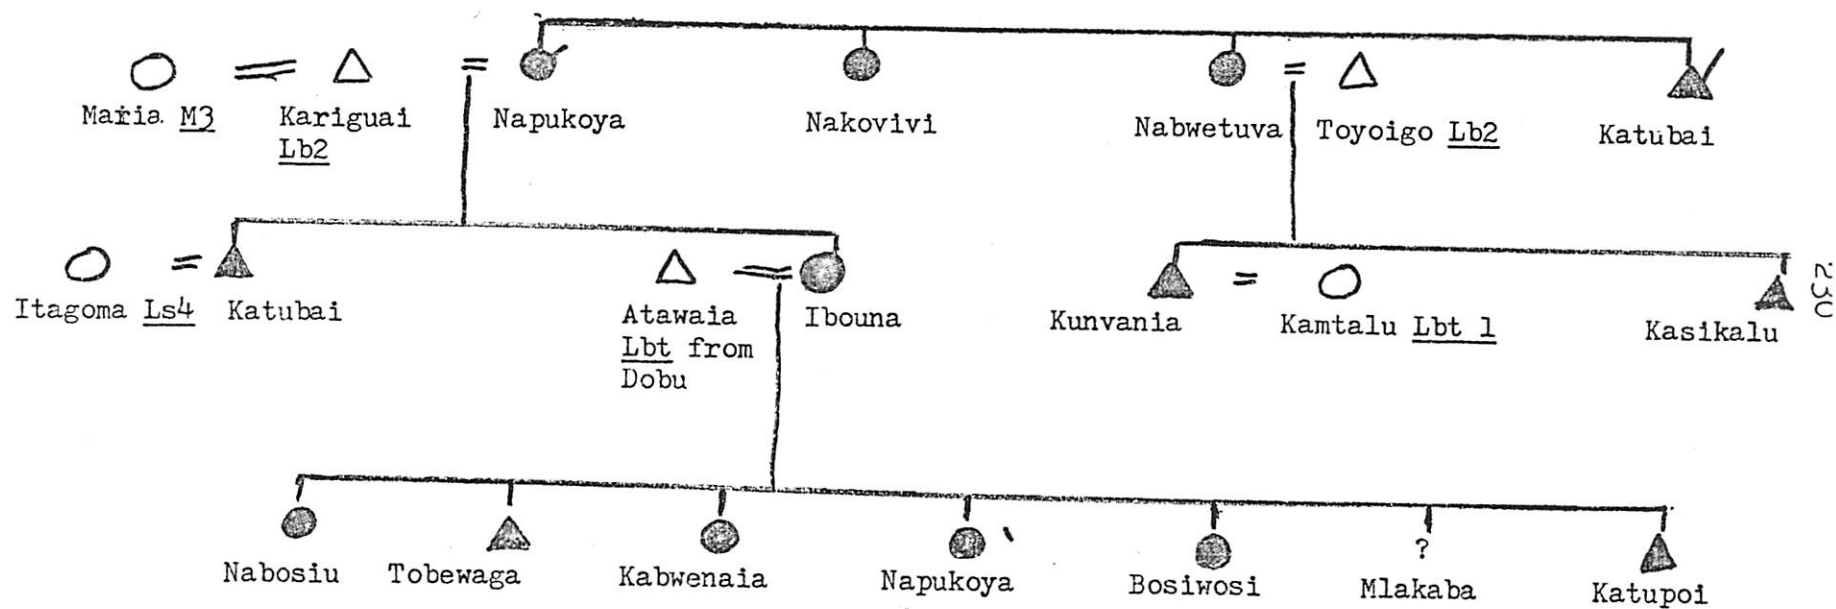 Maria M3
Kariguai
Lb2
Napukoya
Nakovivi
Nabwetuva
Toyoigo Lb2
Katubai
Itagoma Ls4
Katubai
Atawaia
Lbt from
Dobu
Ibouna
Kunvania
Kamtalu Lbt 1
Kasikalu
230
Nabosiu
Tobewaga
Kabwenaia
Napukoya
Bosiwosi
?
Mlakaba
Katupoi